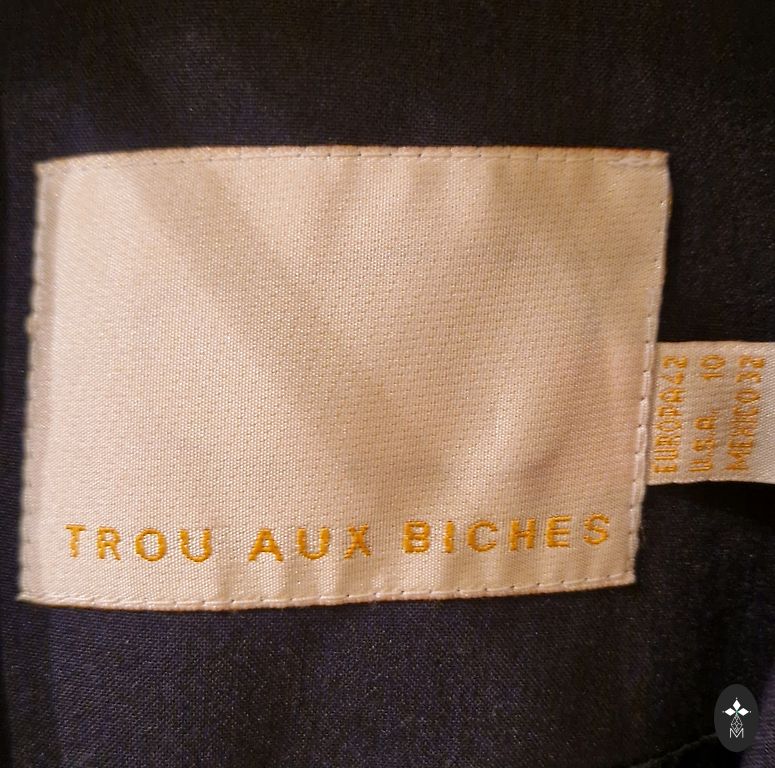 TROU AUX BICHES
EUROPA 42
U.S.A. 10
MEXICO 32
M